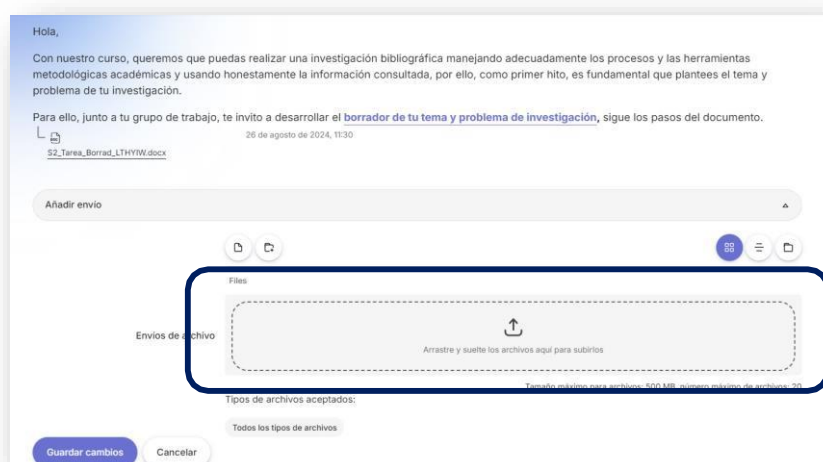 Hola,
Con nuestro curso, queremos que puedas realizar una investigación bibliográfica manejando adecuadamente los procesos y las herramientas
metodológicas académicas y usando honestamente la información consultada, por ello, como primer hito, es fundamental que plantees el tema y
problema de tu investigación.
Para ello, junto a tu grupo de trabajo, te invito a desarrollar el borrador de tu tema y problema de investigación, sigue los pasos del documento.
26 de agosto de 2024, 11:30
S2_Tarea_Borrad_LTHYIW.docx
Añadir envío
Files
Envíos de archivo
Arrastre y suelte los archivos aquí para subirlos
Tamaño máximo para archivos: 500 MB, número máximo de archivos: 20
Tipos de archivos aceptados:
Todos los tipos de archivos
Guardar cambios
Cancelar